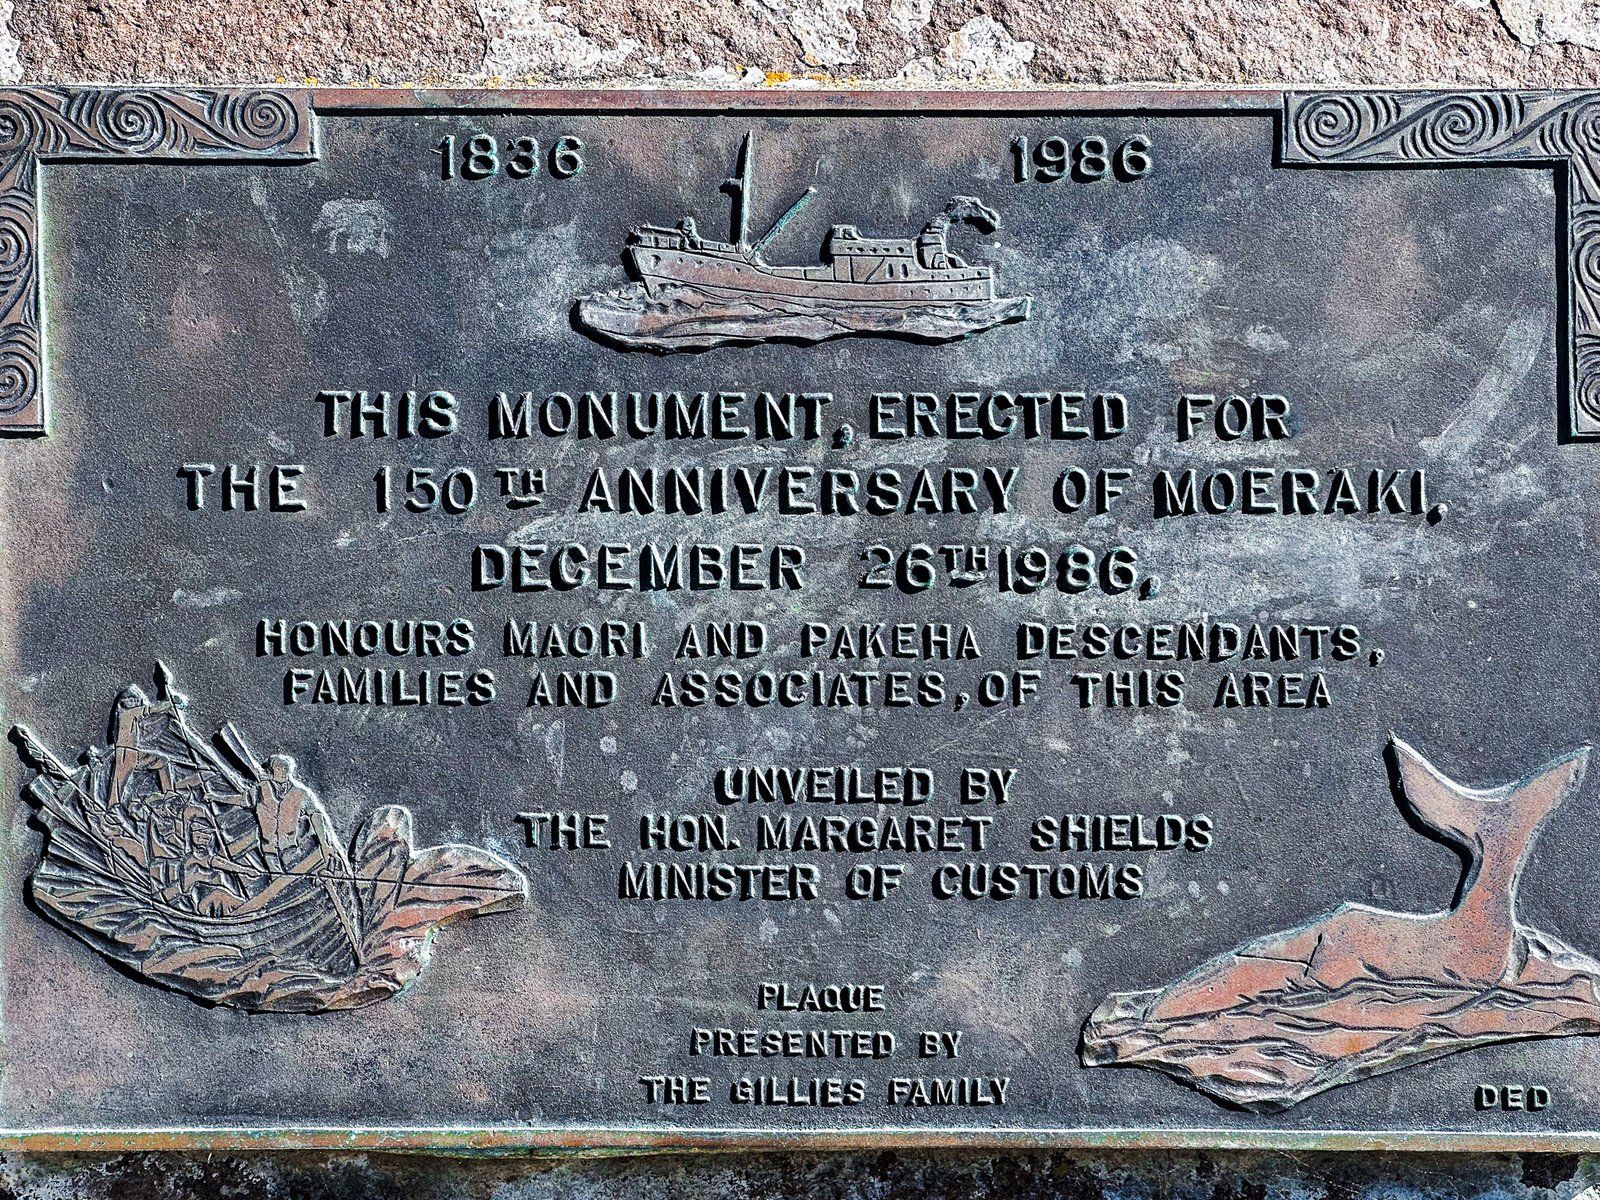 1836 1986
THIS MONUMENT, ERECTED FOR
THE 150TH ANNIVERSARY OF MOERAKI,
DECEMBER 26TH 1986,
HONOURS MAORI AND PAKEHA DESCENDANTS,
FAMILIES AND ASSOCIATES, OF THIS AREA
UNVEILED BY
THE HON. MARGARET SHIELDS
MINISTER OF CUSTOMS
PLAQUE
PRESENTED BY
THE GILLIES FAMILY
DED